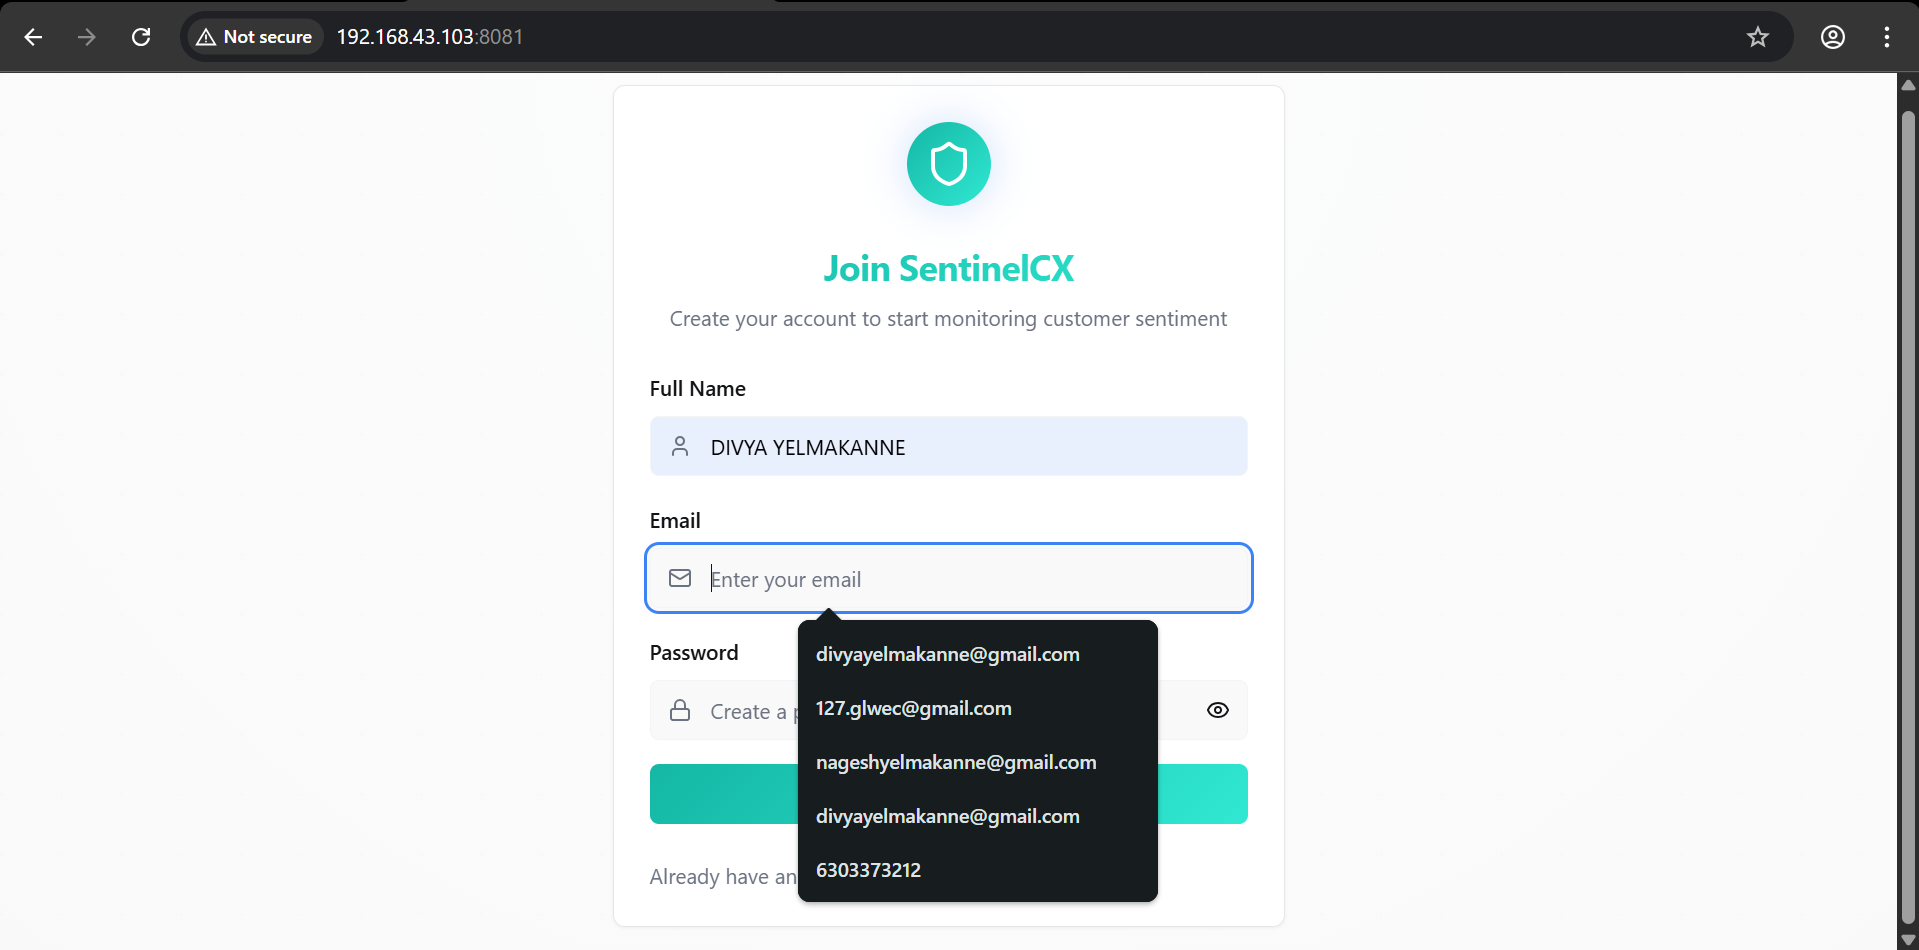 Not secure
192.168.43.103:8081
Join SentinelCX
Create your account to start monitoring customer sentiment
Full Name
DIVYA YELMAKANNE
Email
Enter your email
divyayelmakanne@gmail.com
Password
Create a
127.glwec@gmail.com
nageshyelmakanne@gmail.com
divyayelmakanne@gmail.com
6303373212
Already have an